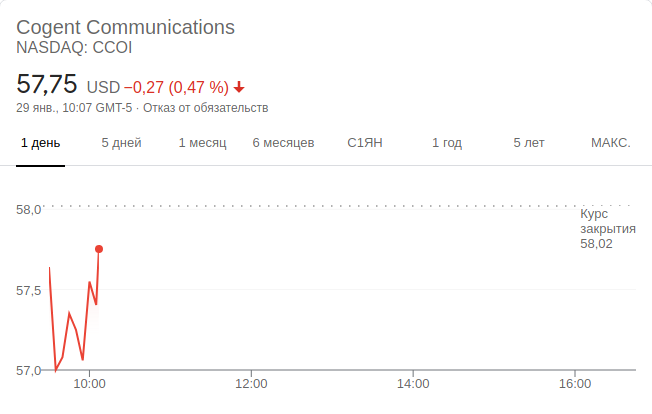 Cogent Communications
NASDAQ: CCOI
57,75 USD −0,27 (0,47 %)
29 янв., 10:07 GMT-5 · Отказ от обязательств
1 день 5 дней 1 месяц 6 месяцев С1ЯН 1 год 5 лет МАКС.
58,0
Курс
закрытия
58,02
57,5
57,0
10:00 12:00 14:00 16:00